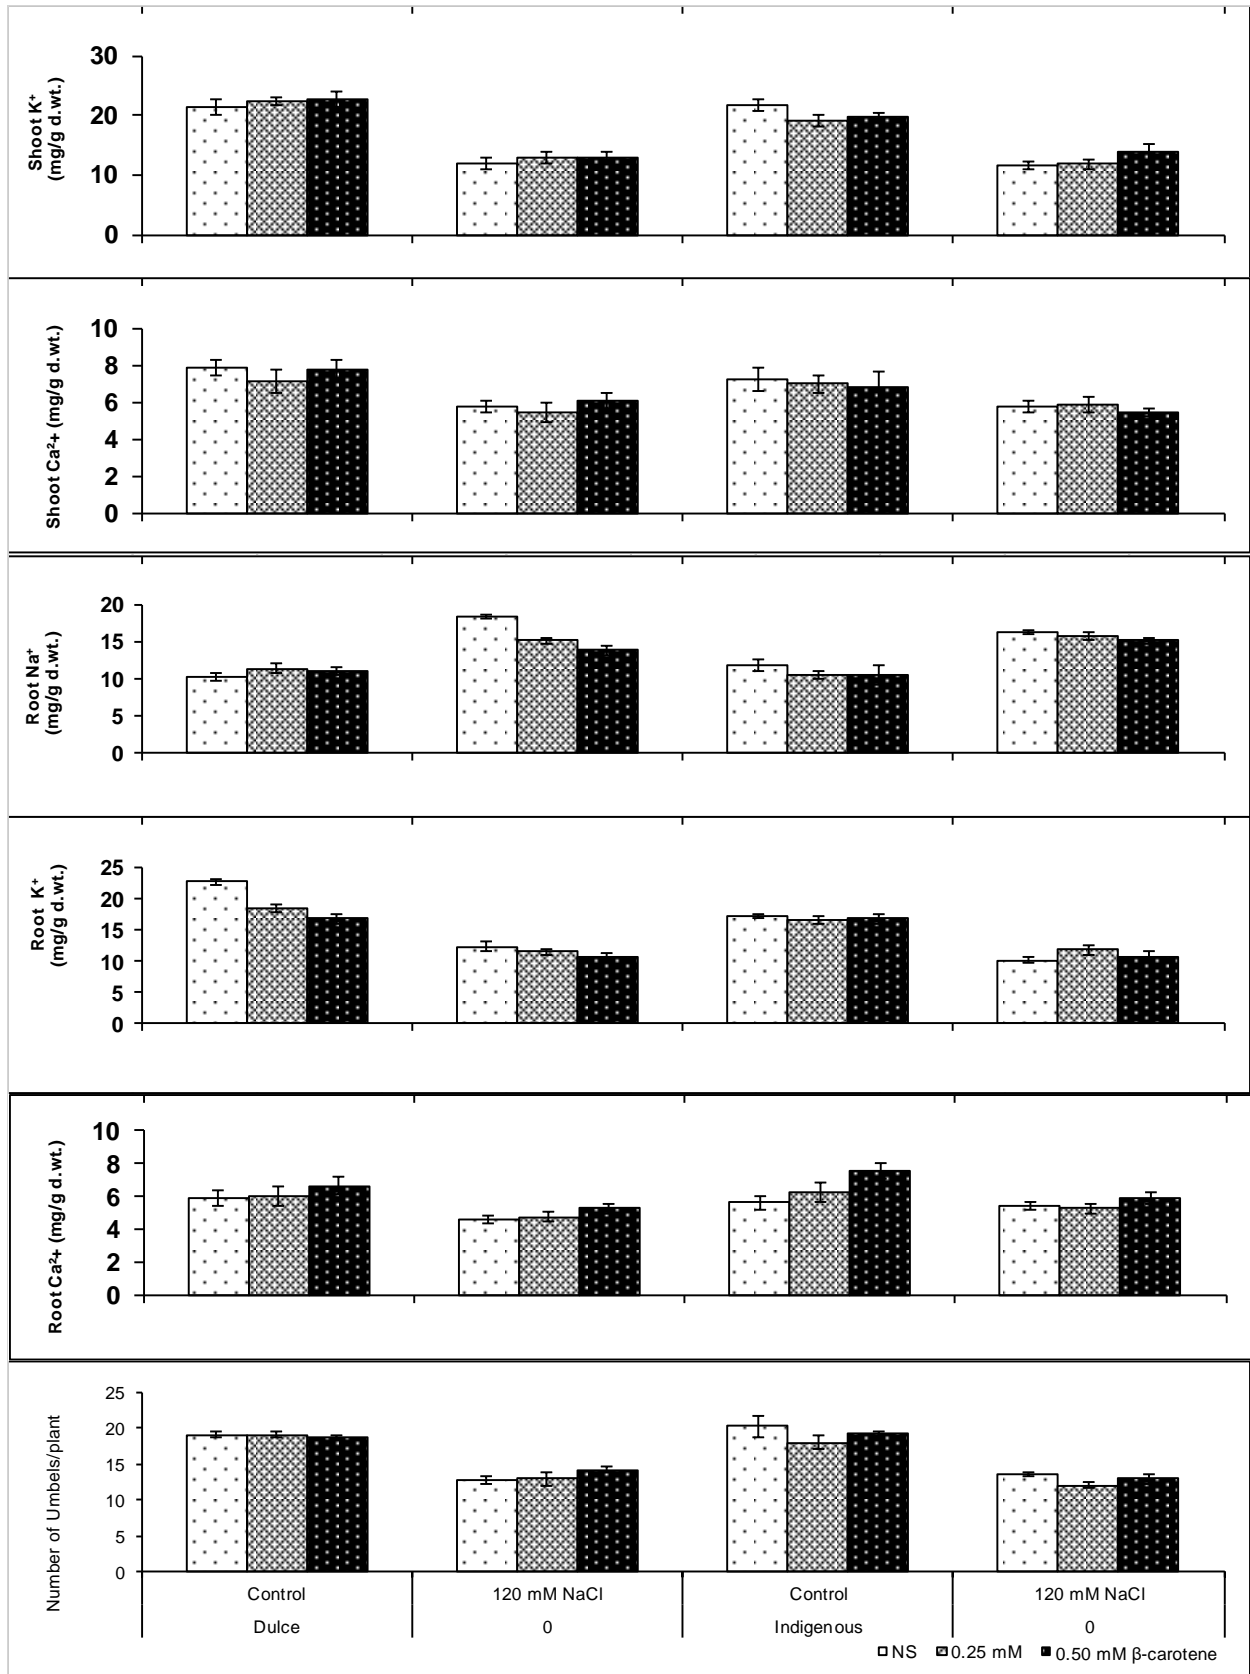 Shoot K⁺
(mg/g d.wt.)
30
20
10
0
Shoot Ca²+ (mg/g d.wt.)
10
8
6
4
2
0
Root Na⁺
(mg/g d.wt.)
20
15
10
5
0
Root K⁺
(mg/g d.wt.)
25
20
15
10
5
0
Root Ca²+ (mg/g d.wt.)
10
8
6
4
2
0
Number of Umbels/plant
25
20
15
10
5
0
Control 120 mM NaCl Control 120 mM NaCl
Dulce 0 Indigenous 0
NS 0.25 mM 0.50 mM β-carotene